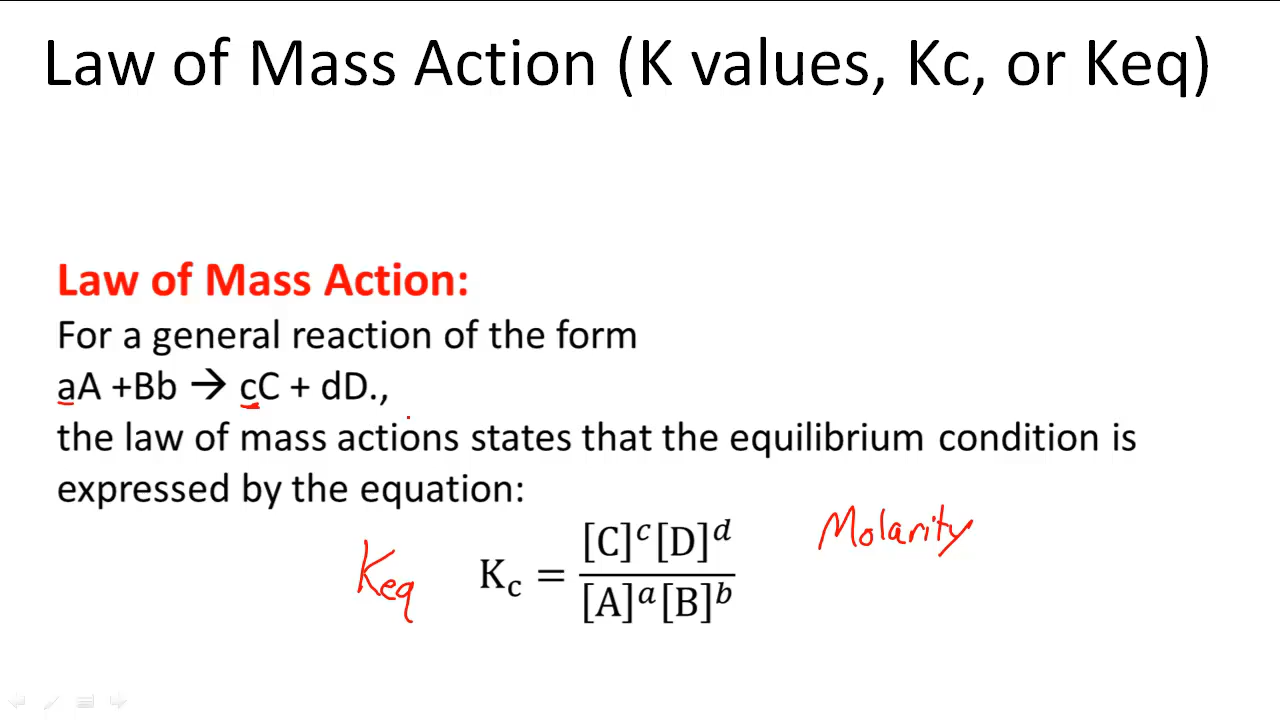 Law of Mass Action (K values, Kc, or Keq)
Law of Mass Action:
For a general reaction of the form
aA +Bb → cC + dD.,
the law of mass actions states that the equilibrium condition is
expressed by the equation:
Keq K_c = [C]^c[D]^d / [A]^a[B]^b Molarity